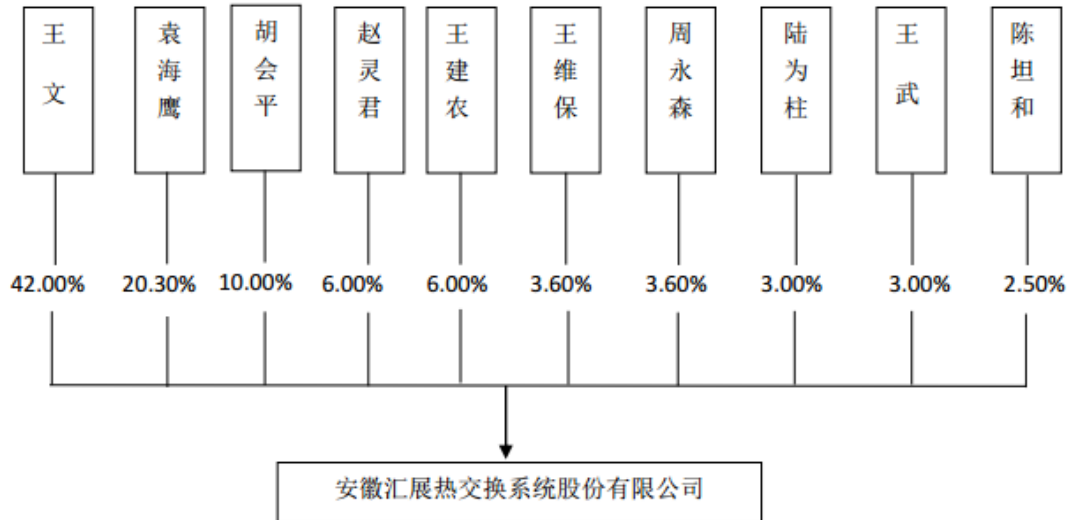 王文
袁海鹰
胡会平
赵灵君
王建农
王维保
周永森
陆为柱
王武
陈坦和
42.00%
20.30%
10.00%
6.00%
6.00%
3.60%
3.60%
3.00%
3.00%
2.50%
安徽汇展热交换系统股份有限公司